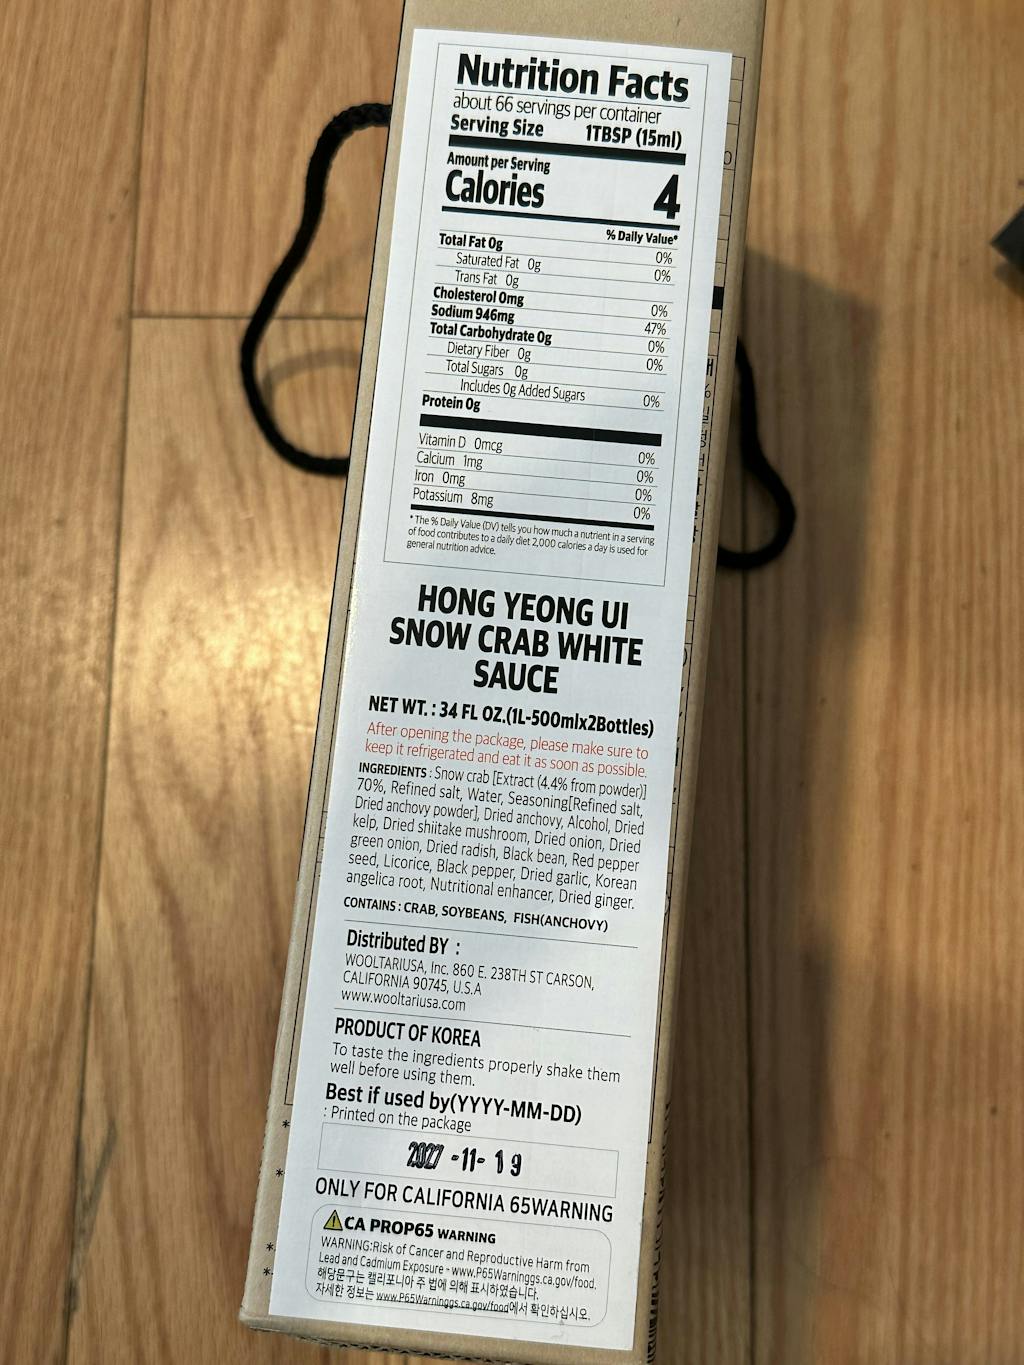 Nutrition Facts
about 66 servings per container
Serving Size 1TBSP (15ml)
Amount per Serving
Calories 4
% Daily Value*
Total Fat 0g 0%
Saturated Fat 0g 0%
Trans Fat 0g
Cholesterol 0mg 0%
Sodium 946mg 47%
Total Carbohydrate 0g 0%
Dietary Fiber 0g 0%
Total Sugars 0g
Includes 0g Added Sugars 0%
Protein 0g
Vitamin D 0mcg 0%
Calcium 1mg 0%
Iron 0mg 0%
Potassium 8mg 0%
* The % Daily Value (DV) tells you how much a nutrient in a serving
of food contributes to a daily diet 2,000 calories a day is used for
general nutrition advice.
HONG YEONG UI
SNOW CRAB WHITE
SAUCE
NET WT. : 34 FL OZ.(1L-500mlx2Bottles)
After opening the package, please make sure to
keep it refrigerated and eat it as soon as possible.
INGREDIENTS : Snow crab [Extract (4.4% from powder)]
70%, Refined salt, Water, Seasoning[Refined salt,
Dried anchovy powder], Dried anchovy, Alcohol, Dried
kelp, Dried shiitake mushroom, Dried onion, Dried
green onion, Dried radish, Black bean, Red pepper
seed, Licorice, Black pepper, Dried garlic, Korean
angelica root, Nutritional enhancer, Dried ginger.
CONTAINS : CRAB, SOYBEANS, FISH(ANCHOVY)
Distributed BY :
WOOLTARIUSA, Inc. 860 E. 238TH ST CARSON,
CALIFORNIA 90745, U.S.A
www.wooltariusa.com
PRODUCT OF KOREA
To taste the ingredients properly shake them
well before using them.
Best if used by(YYYY-MM-DD)
: Printed on the package
2027-11-19
ONLY FOR CALIFORNIA 65WARNING
CA PROP65 WARNING
WARNING:Risk of Cancer and Reproductive Harm from
Lead and Cadmium Exposure - www.P65Warninggs.ca.gov/food.
해당문구는 캘리포니아 주 법에 의해 표시하였습니다.
자세한 정보는 www.P65Warninggs.ca.gov/food에서 확인하십시오.